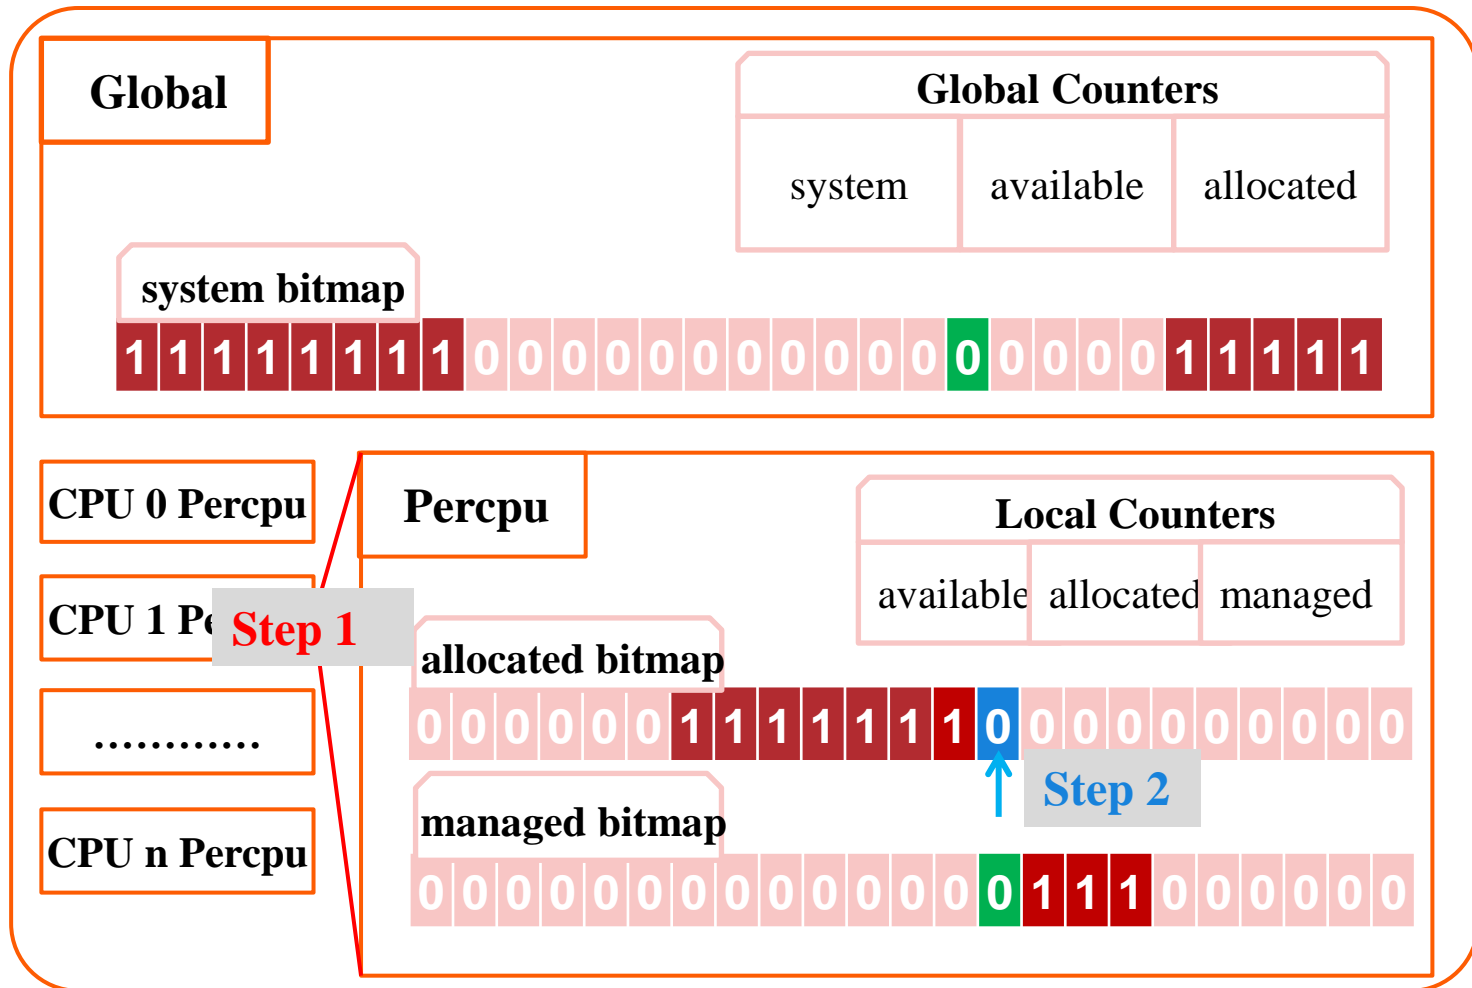 Global
Global Counters
system available allocated
system bitmap
1 1 1 1 1 1 1 1 0 0 0 0 0 0 0 0 0 0 0 0 0 0 0 0 1 1 1 1 1
CPU 0 Percpu
CPU 1 Pe
Step 1
............
CPU n Percpu
Percpu
Local Counters
available allocated managed
allocated bitmap
0 0 0 0 0 0 1 1 1 1 1 1 1 0 0 0 0 0 0 0 0 0 0
Step 2
managed bitmap
0 0 0 0 0 0 0 0 0 0 0 0 0 0 1 1 1 0 0 0 0 0 0